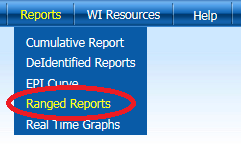 Reports WI Resources Help
Cumulative Report
DeIdentified Reports
EPI Curve
Ranged Reports
Real Time Graphs